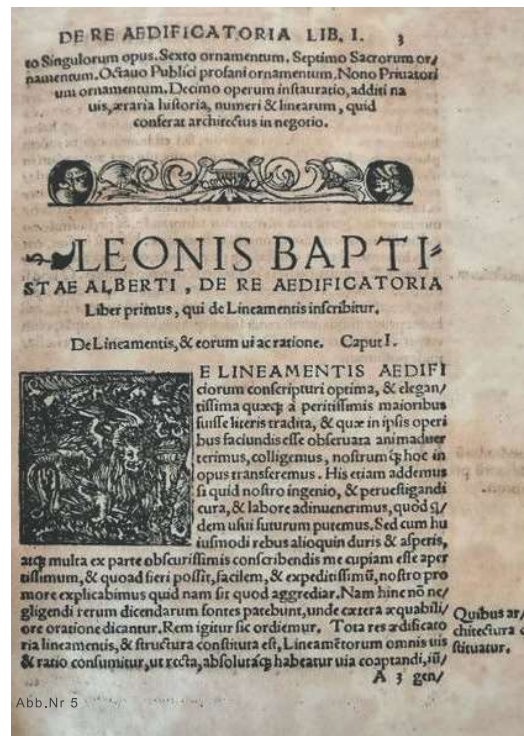 DE RE AEDIFICATORIA LIB. I. 3
to Singulorum opus. Sexto ornamentum. Septimo Sacrorum or/
namentum. Octauo Publici profani ornamentum. Nono Priuatori
um ornamentum. Decimo operum instauratio, additi na
uis, æraria historia, numeri & linearum, quid
conferat architectus in negotio.
LEONIS BAPTI-
STAE ALBERTI, DE RE AEDIFICATORIA
Liber primus, qui de Lineamentis inscribitur.
De Lineamentis, & eorum ui ac ratione. Caput I.
E LINEAMENTIS AEDIFI
ciorum conscripturi optima, & elegan/
tissima quæcꝗ a peritissimis maioribus
fuisse literis tradita, & quæ in ipsis operi
bus faciundis esse obseruata animaduer
terimus, colligemus, nostrum ꝗ hoc in
opus transferemus. His etiam addemus
si quid nostro ingenio, & peruestigandi
cura, & labore adinuenerimus, quod ꝗ/
dem usui futurum putemus. Sed cum hu
iusmodi rebus alioquin duris & asperis,
atꝗ multa ex parte obscurissimis conscribendis me cupiam esse aper
tissimum, & quoad fieri possit, facilem, & expeditissimū, nostro pro
more explicabimus quid nam sit quod aggrediar. Nam hinc nō ne/
gligendi rerum dicendarum fontes patebunt, unde cætera æquabili/
ore oratione dicantur. Rem igitur sic ordiemur. Tota res ædificato
ria lineamentis, & structura constituta est, Lineamētorum omnis uis
& ratio consumitur, ut recta, absolutaꝗ habeatur uia coaptandi, iū/
Quibus ar/
chitectura
stituatur.
A 3 gen/
Abb.Nr 5